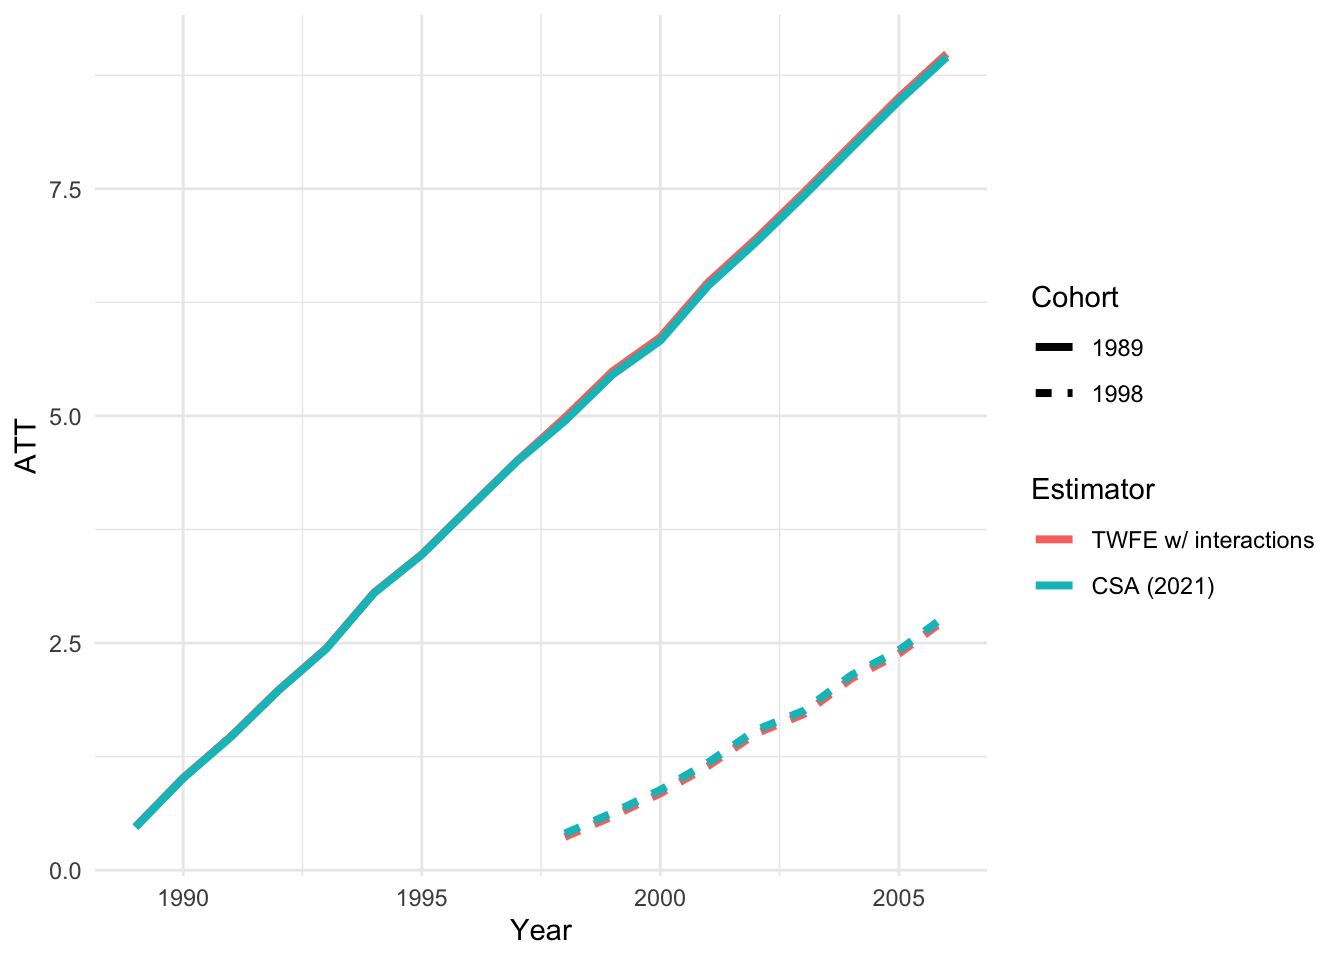 ATT
7.5
5.0
2.5
0.0
1990
1995
2000
2005
Year
Cohort
1989
1998
Estimator
TWFE w/ interactions
CSA (2021)